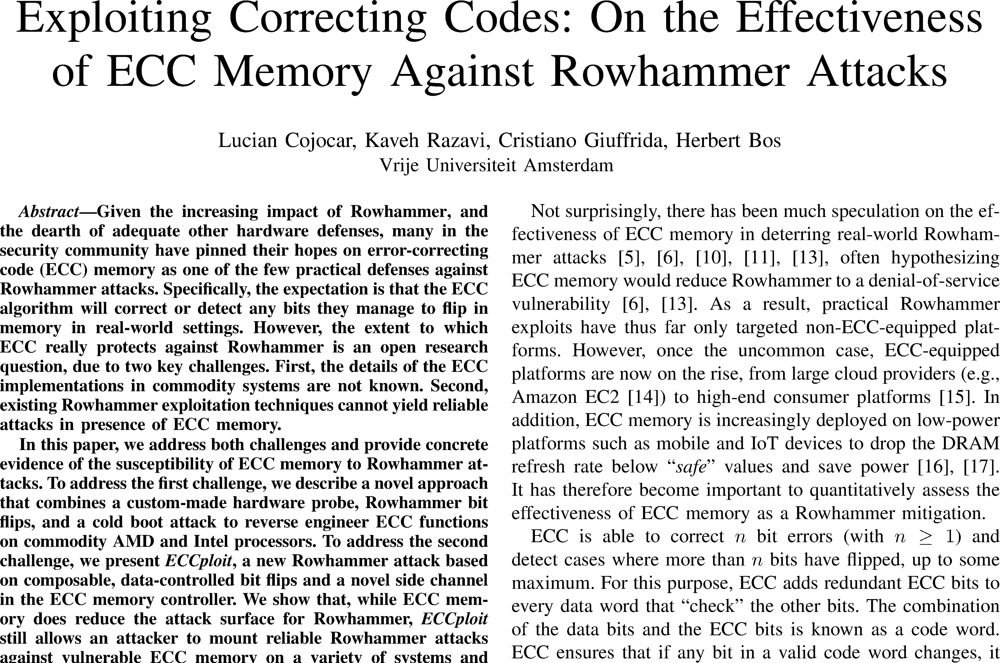 Exploiting Correcting Codes: On the Effectiveness
of ECC Memory Against Rowhammer Attacks
Lucian Cojocar, Kaveh Razavi, Cristiano Giuffrida, Herbert Bos
Vrije Universiteit Amsterdam
Abstract—Given the increasing impact of Rowhammer, and
the dearth of adequate other hardware defenses, many in the
security community have pinned their hopes on error-correcting
code (ECC) memory as one of the few practical defenses against
Rowhammer attacks. Specifically, the expectation is that the ECC
algorithm will correct or detect any bits they manage to flip in
memory in real-world settings. However, the extent to which
ECC really protects against Rowhammer is an open research
question, due to two key challenges. First, the details of the ECC
implementations in commodity systems are not known. Second,
existing Rowhammer exploitation techniques cannot yield reliable
attacks in presence of ECC memory.
In this paper, we address both challenges and provide concrete
evidence of the susceptibility of ECC memory to Rowhammer at-
tacks. To address the first challenge, we describe a novel approach
that combines a custom-made hardware probe, Rowhammer bit
flips, and a cold boot attack to reverse engineer ECC functions
on commodity AMD and Intel processors. To address the second
challenge, we present ECCploit, a new Rowhammer attack based
on composable, data-controlled bit flips and a novel side channel
in the ECC memory controller. We show that, while ECC mem-
ory does reduce the attack surface for Rowhammer, ECCploit
still allows an attacker to mount reliable Rowhammer attacks
against vulnerable ECC memory on a variety of systems and
Not surprisingly, there has been much speculation on the ef-
fectiveness of ECC memory in deterring real-world Rowham-
mer attacks [5], [6], [10], [11], [13], often hypothesizing
ECC memory would reduce Rowhammer to a denial-of-service
vulnerability [6], [13]. As a result, practical Rowhammer
exploits have thus far only targeted non-ECC-equipped plat-
forms. However, once the uncommon case, ECC-equipped
platforms are now on the rise, from large cloud providers (e.g.,
Amazon EC2 [14]) to high-end consumer platforms [15]. In
addition, ECC memory is increasingly deployed on low-power
platforms such as mobile and IoT devices to drop the DRAM
refresh rate below “safe” values and save power [16], [17].
It has therefore become important to quantitatively assess the
effectiveness of ECC memory as a Rowhammer mitigation.
ECC is able to correct n bit errors (with n ≥ 1) and
detect cases where more than n bits have flipped, up to some
maximum. For this purpose, ECC adds redundant ECC bits to
every data word that “check” the other bits. The combination
of the data bits and the ECC bits is known as a code word.
ECC ensures that if any bit in a valid code word changes, it